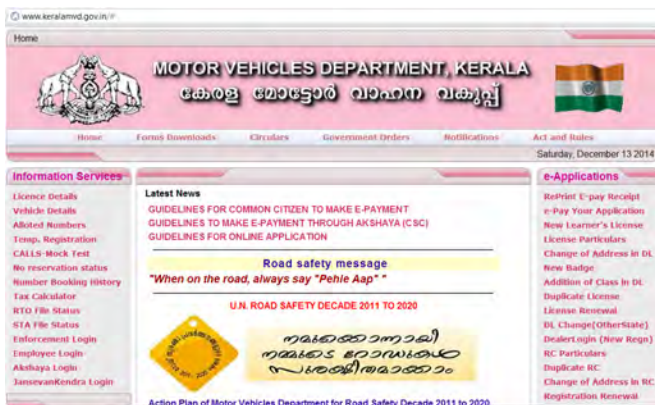 www.keralamvd.gov.in/#
Home
MOTOR VEHICLES DEPARTMENT, KERALA
കേരള മോട്ടോർ വാഹന വകുപ്പ്
Home Forms Downloads Circulars Government Orders Notifications Act and Rules
Saturday, December 13 2014
Information Services
Licence Details
Vehicle Details
Alloted Numbers
Temp. Registration
CALLS-Mock Test
No reservation status
Number Booking History
Tax Calculator
RTO File Status
STA File Status
Enforcement Login
Employee Login
Akshaya Login
JansevanKendra Login
Latest News
GUIDELINES FOR COMMON CITIZEN TO MAKE E-PAYMENT
GUIDELINES TO MAKE E-PAYMENT THROUGH AKSHAYA (CSC)
GUIDELINES FOR ONLINE APPLICATION
Road safety message
"When on the road, always say "Pehle Aap" "
U.N. ROAD SAFETY DECADE 2011 TO 2020
നമുക്കൊന്നായി
നമ്മുടെ റോഡുകൾ
സുരക്ഷിതമാക്കാം
Action Plan of Motor Vehicles Department for Road Safety Decade 2011 to 2020
e-Applications
RePrint E-pay Receipt
e-Pay Your Application
New Learner's License
License Particulars
Change of Address in DL
New Badge
Addition of Class in DL
Duplicate License
License Renewal
DL Change(OtherState)
DealerLogin (New Regn)
RC Particulars
Duplicate RC
Change of Address in RC
Registration Renewal